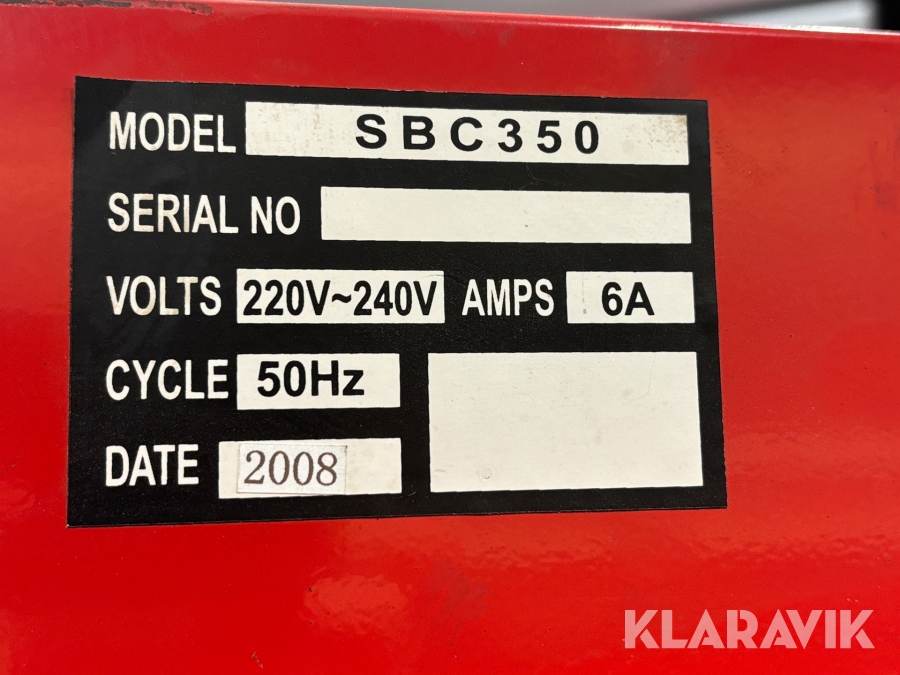 MODEL SBC350
SERIAL NO
VOLTS 220V~240V AMPS 6A
CYCLE 50Hz
DATE 2008
KLARAVIK